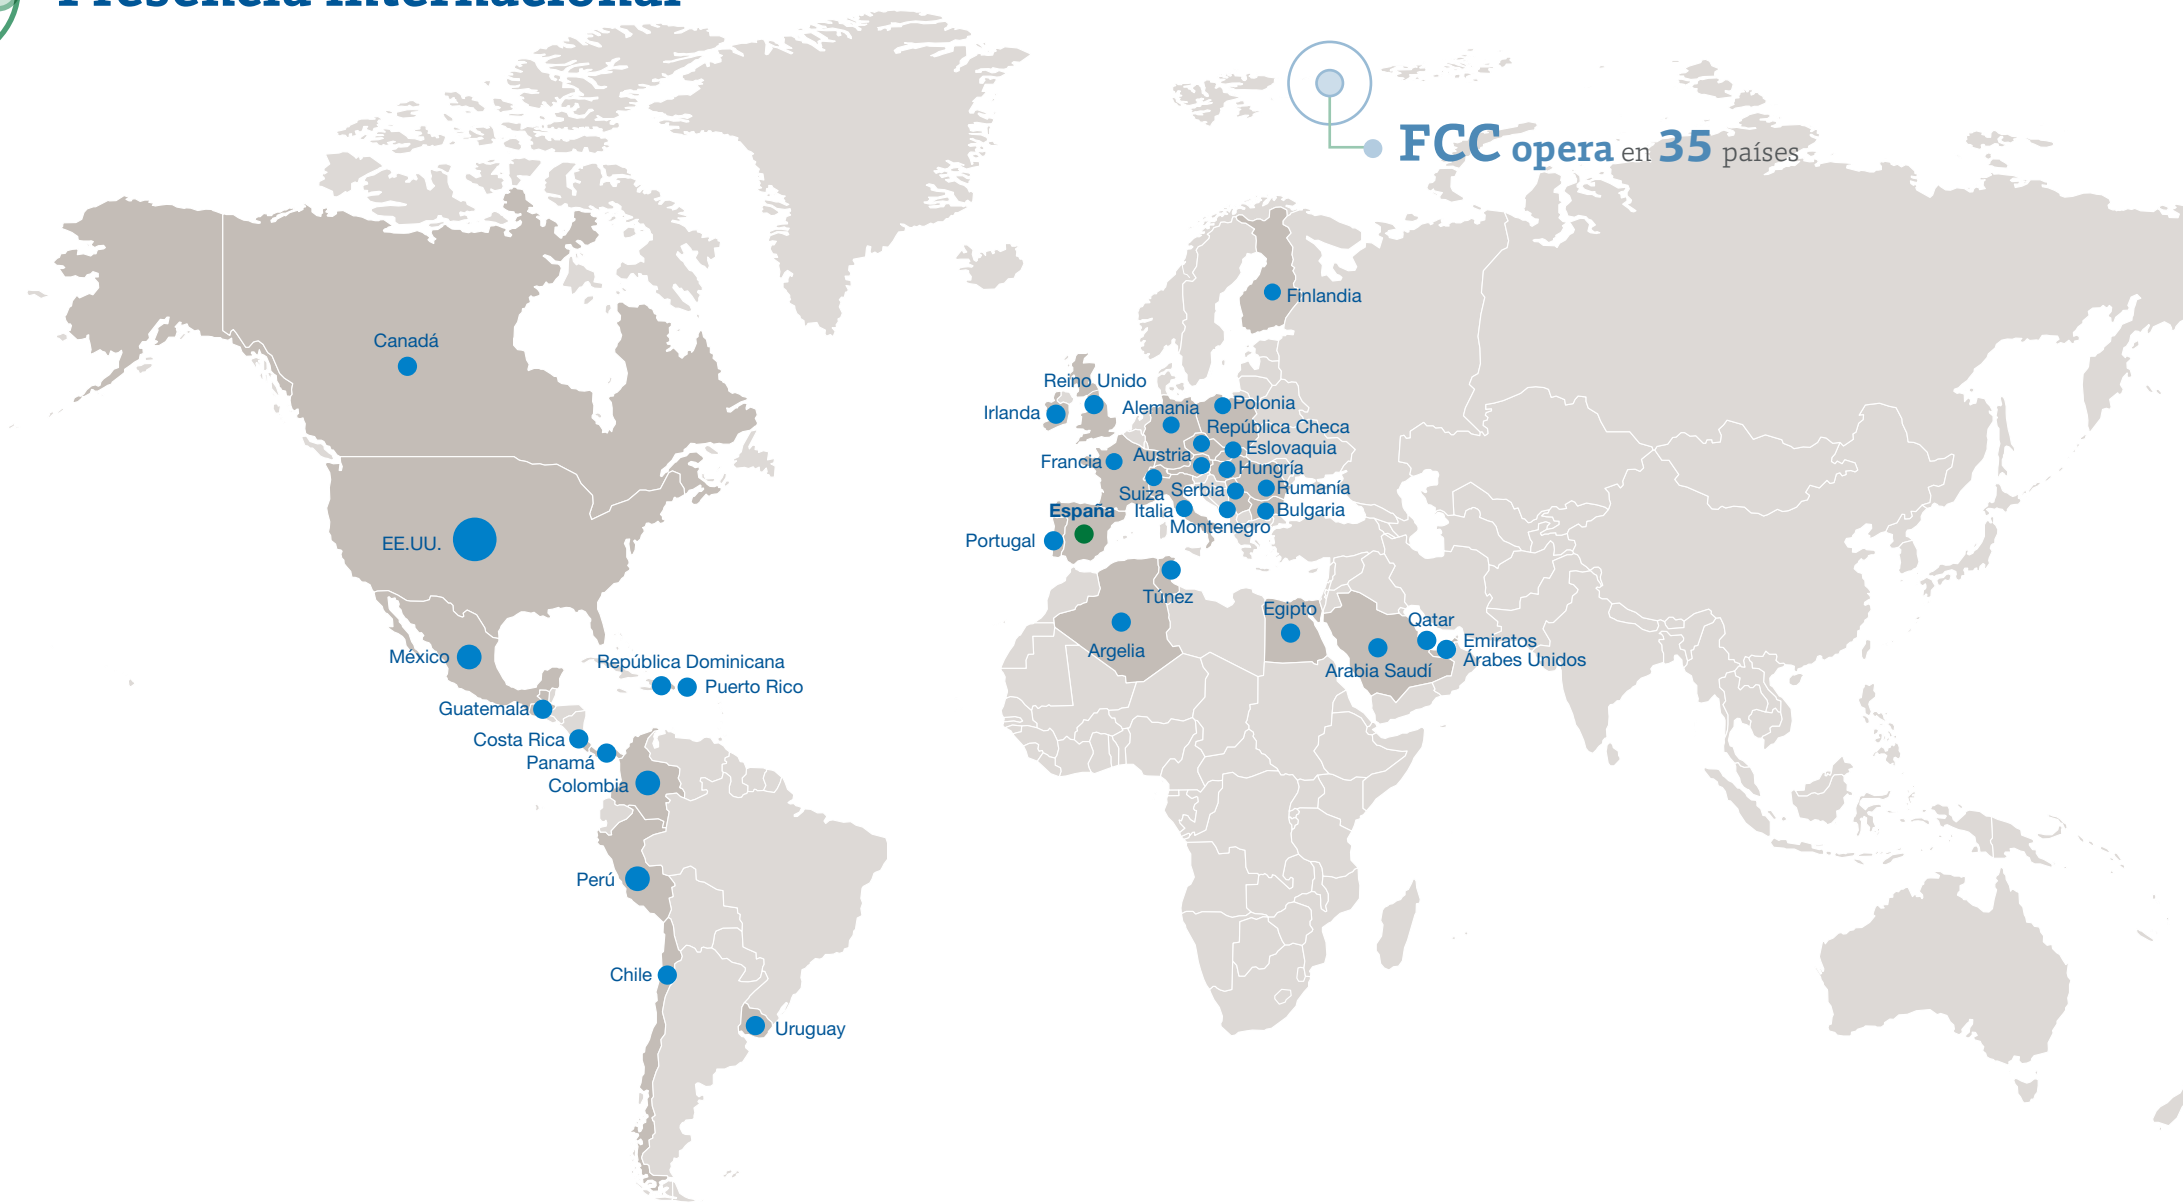 Presencia internacional
FCC opera en 35 países
Finlandia
Canadá
Reino Unido
Irlanda
Alemania
Polonia
República Checa
Eslovaquia
Austria
Francia
Hungría
Suiza
Serbia
Rumanía
España
Italia
Bulgaria
Montenegro
Portugal
EE.UU.
Túnez
Egipto
Qatar
Emiratos
Árabes Unidos
Argelia
Arabia Saudí
México
República Dominicana
Puerto Rico
Guatemala
Costa Rica
Panamá
Colombia
Perú
Chile
Uruguay